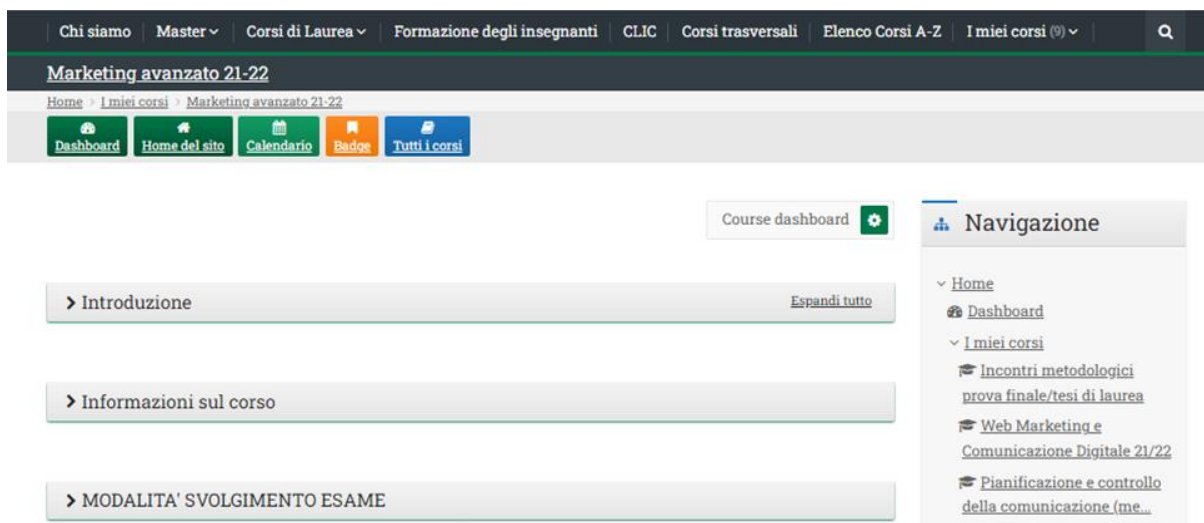 Chi siamo Master Corsi di Laurea Formazione degli insegnanti CLIC Corsi trasversali Elenco Corsi A-Z I miei corsi (9)
Marketing avanzato 21-22
Home > I miei corsi > Marketing avanzato 21-22
Dashboard Home del sito Calendario Badge Tutti i corsi
Course dashboard
Introduzione Espandi tutto
Informazioni sul corso
MODALITA' SVOLGIMENTO ESAME
Navigazione
Home
Dashboard
I miei corsi
Incontri metodologici
prova finale/tesi di laurea
Web Marketing e
Comunicazione Digitale 21/22
Pianificazione e controllo
della comunicazione (me...